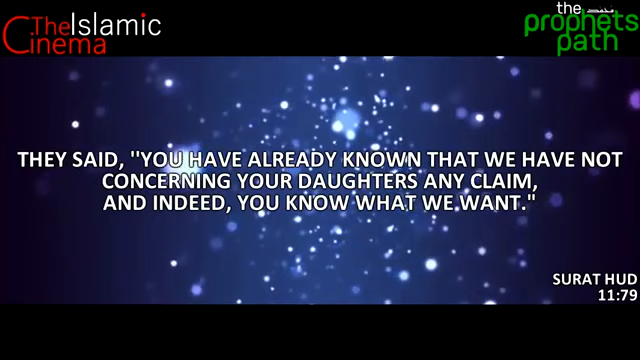 The Islamic
Cinema
the
prophets
path
THEY SAID, "YOU HAVE ALREADY KNOWN THAT WE HAVE NOT
CONCERNING YOUR DAUGHTERS ANY CLAIM,
AND INDEED, YOU KNOW WHAT WE WANT."
SURAT HUD
11:79